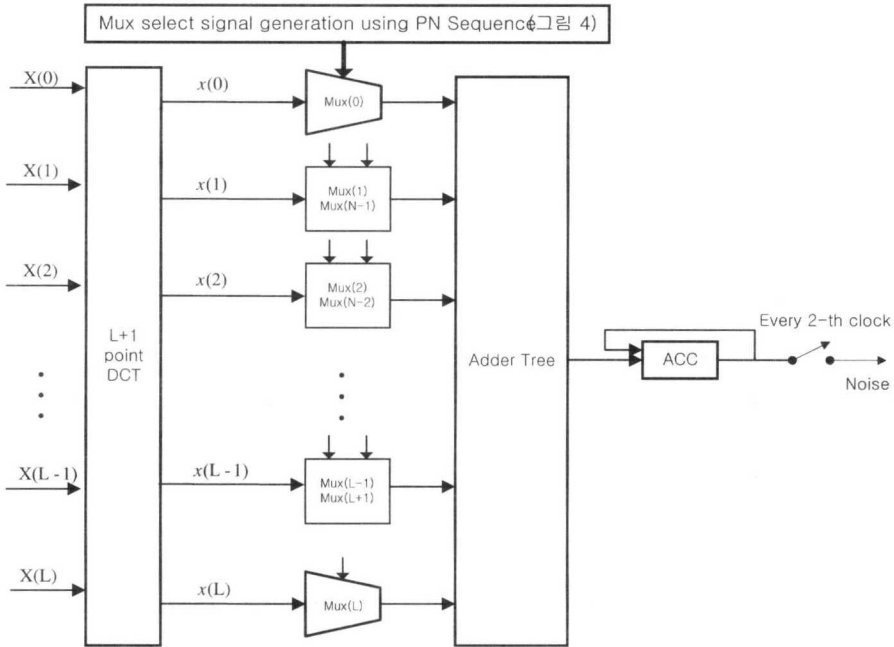 Mux select signal generation using PN Sequence(그림 4)
X(0)
x(0)
Mux(0)
X(1)
x(1)
Mux(1)
Mux(N-1)
X(2)
x(2)
Mux(2)
Mux(N-2)
L+1
point
DCT
Adder Tree
ACC
Every 2-th clock
Noise
X(L-1)
x(L-1)
Mux(L-1)
Mux(L+1)
X(L)
x(L)
Mux(L)